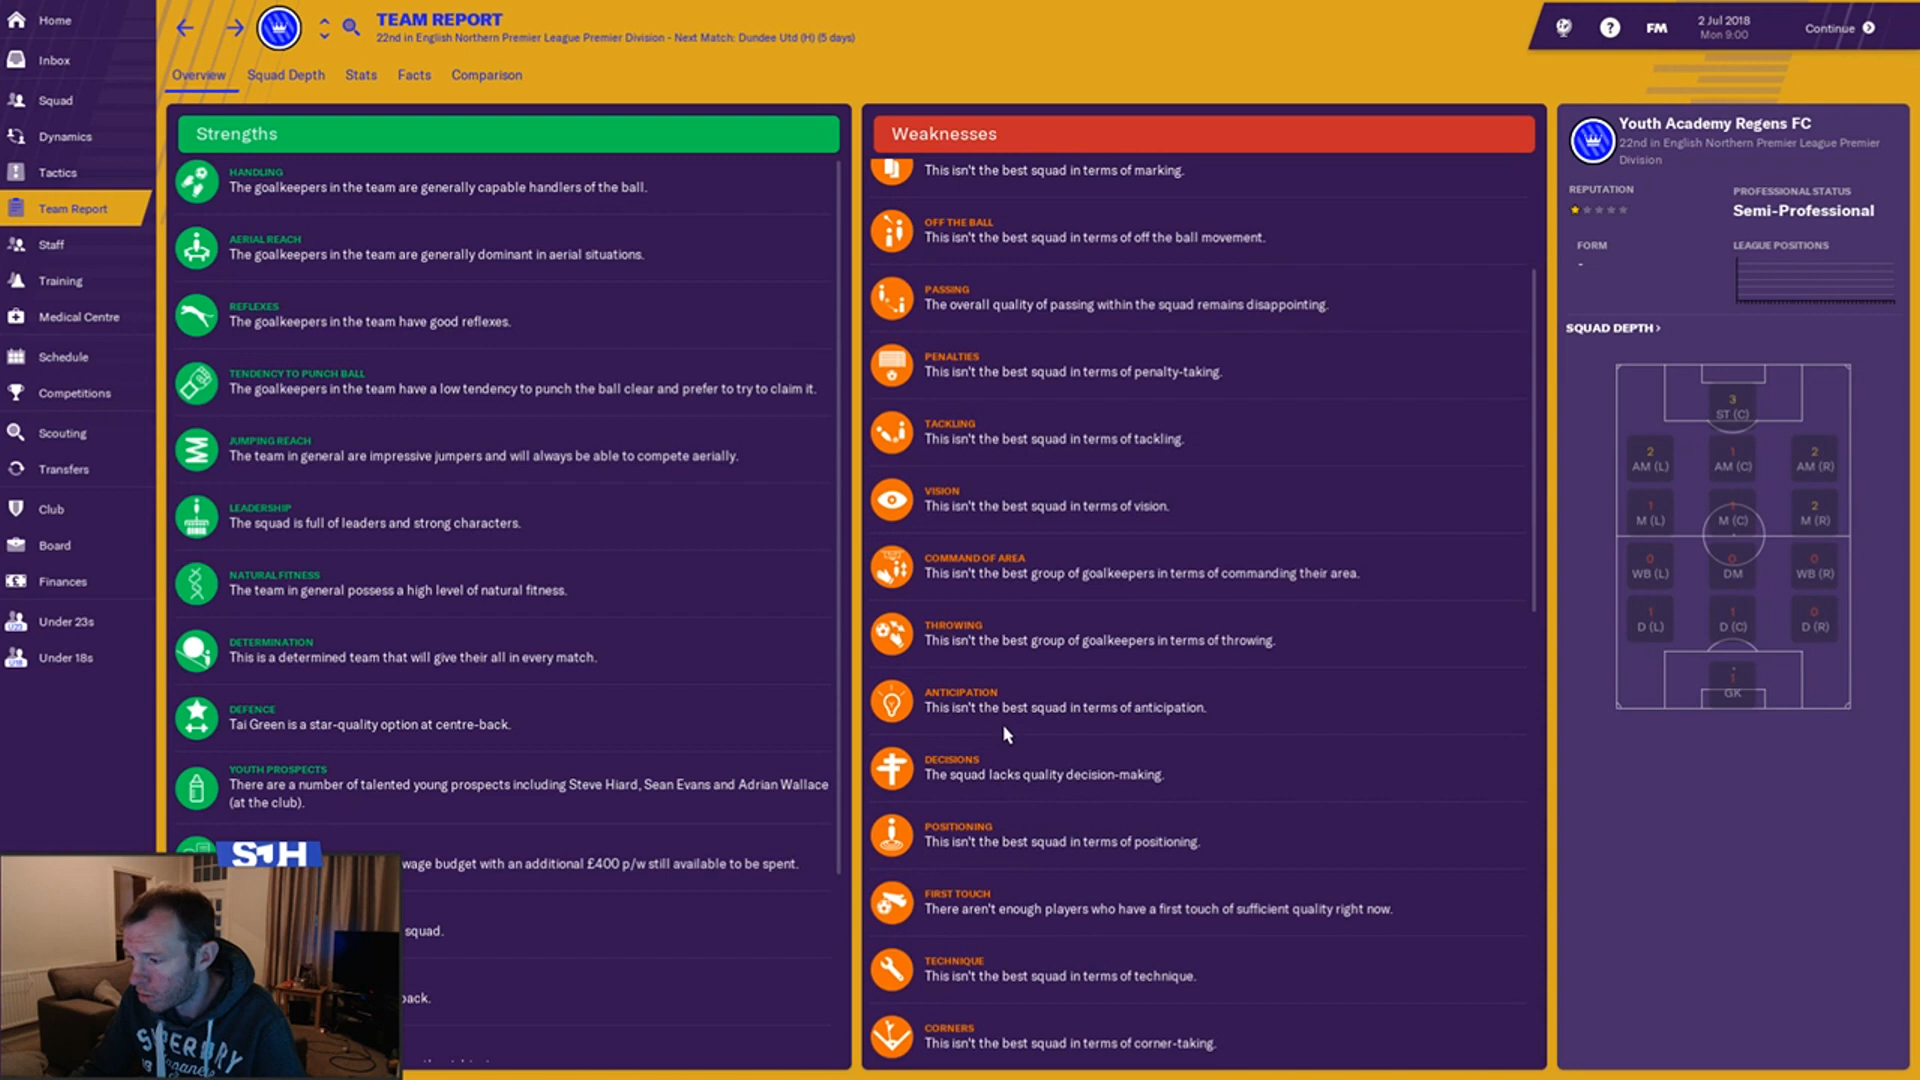 Home
Inbox
Squad
Dynamics
Tactics
Team Report
Staff
Training
Medical Centre
Schedule
Competitions
Scouting
Transfers
Club
Board
Finances
Under 23s
Under 18s
TEAM REPORT
22nd in English Northern Premier League Premier Division - Next Match: Dundee Utd (H) (5 days)
FM
2 Jul 2018
Mon 9:00
Continue
Overview Squad Depth Stats Facts Comparison
Strengths
HANDLING
The goalkeepers in the team are generally capable handlers of the ball.
AERIAL REACH
The goalkeepers in the team are generally dominant in aerial situations.
REFLEXES
The goalkeepers in the team have good reflexes.
TENDENCY TO PUNCH BALL
The goalkeepers in the team have a low tendency to punch the ball clear and prefer to try to claim it.
JUMPING REACH
The team in general are impressive jumpers and will always be able to compete aerially.
LEADERSHIP
The squad is full of leaders and strong characters.
NATURAL FITNESS
The team in general possess a high level of natural fitness.
DETERMINATION
This is a determined team that will give their all in every match.
DEFENCE
Tai Green is a star-quality option at centre-back.
YOUTH PROSPECTS
There are a number of talented young prospects including Steve Hiard, Sean Evans and Adrian Wallace
(at the club).
wage budget with an additional £400 p/w still available to be spent.
squad.
back.
SJH
SUPERDRY
Weaknesses
This isn't the best squad in terms of marking.
OFF THE BALL
This isn't the best squad in terms of off the ball movement.
PASSING
The overall quality of passing within the squad remains disappointing.
PENALTIES
This isn't the best squad in terms of penalty-taking.
TACKLING
This isn't the best squad in terms of tackling.
VISION
This isn't the best squad in terms of vision.
COMMAND OF AREA
This isn't the best group of goalkeepers in terms of commanding their area.
THROWING
This isn't the best group of goalkeepers in terms of throwing.
ANTICIPATION
This isn't the best squad in terms of anticipation.
DECISIONS
The squad lacks quality decision-making.
POSITIONING
This isn't the best squad in terms of positioning.
FIRST TOUCH
There aren't enough players who have a first touch of sufficient quality right now.
TECHNIQUE
This isn't the best squad in terms of technique.
CORNERS
This isn't the best squad in terms of corner-taking.
Youth Academy Regens FC
22nd in English Northern Premier League Premier
Division
REPUTATION
PROFESSIONAL STATUS
Semi-Professional
FORM
-
LEAGUE POSITIONS
SQUAD DEPTH >
3
ST (C)
2 1 2
AM (L) AM (C) AM (R)
1 1 2
M (L) M (C) M (R)
0 0 0
WB (L) DM WB (R)
1 1 0
D (L) D (C) D (R)
1
GK